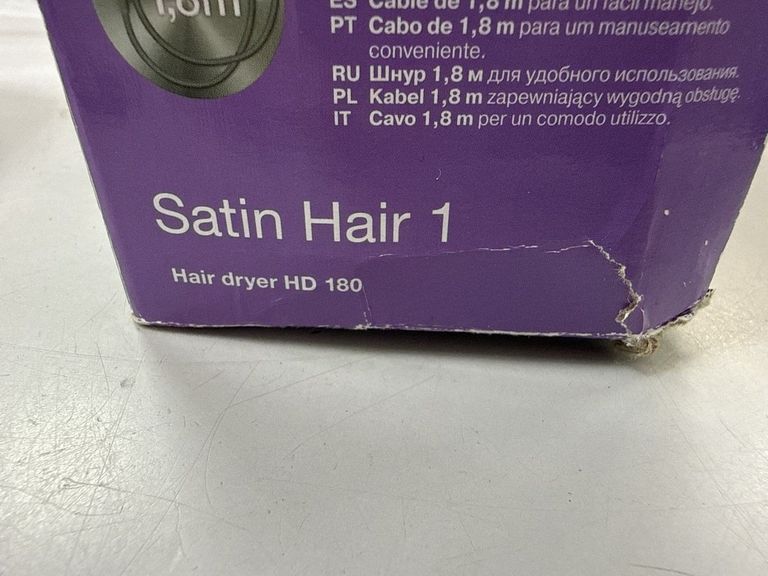 1,8m
ES Cable de 1,8 m para un fácil manejo.
PT Cabo de 1,8 m para um manuseamento
conveniente.
RU Шнур 1,8 м для удобного использования.
PL Kabel 1,8 m zapewniający wygodną obsługę.
IT Cavo 1,8 m per un comodo utilizzo.
Satin Hair 1
Hair dryer HD 180